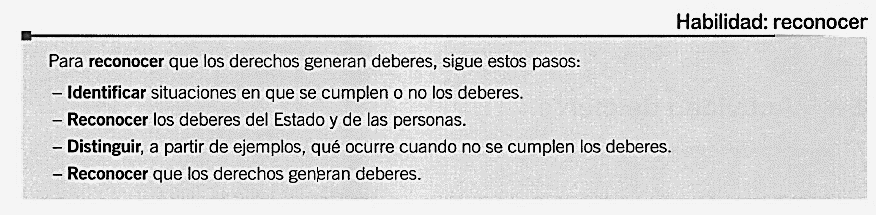 Habilidad: reconocer
Para reconocer que los derechos generan deberes, sigue estos pasos:
– Identificar situaciones en que se cumplen o no los deberes.
– Reconocer los deberes del Estado y de las personas.
– Distinguir, a partir de ejemplos, qué ocurre cuando no se cumplen los deberes.
– Reconocer que los derechos generan deberes.